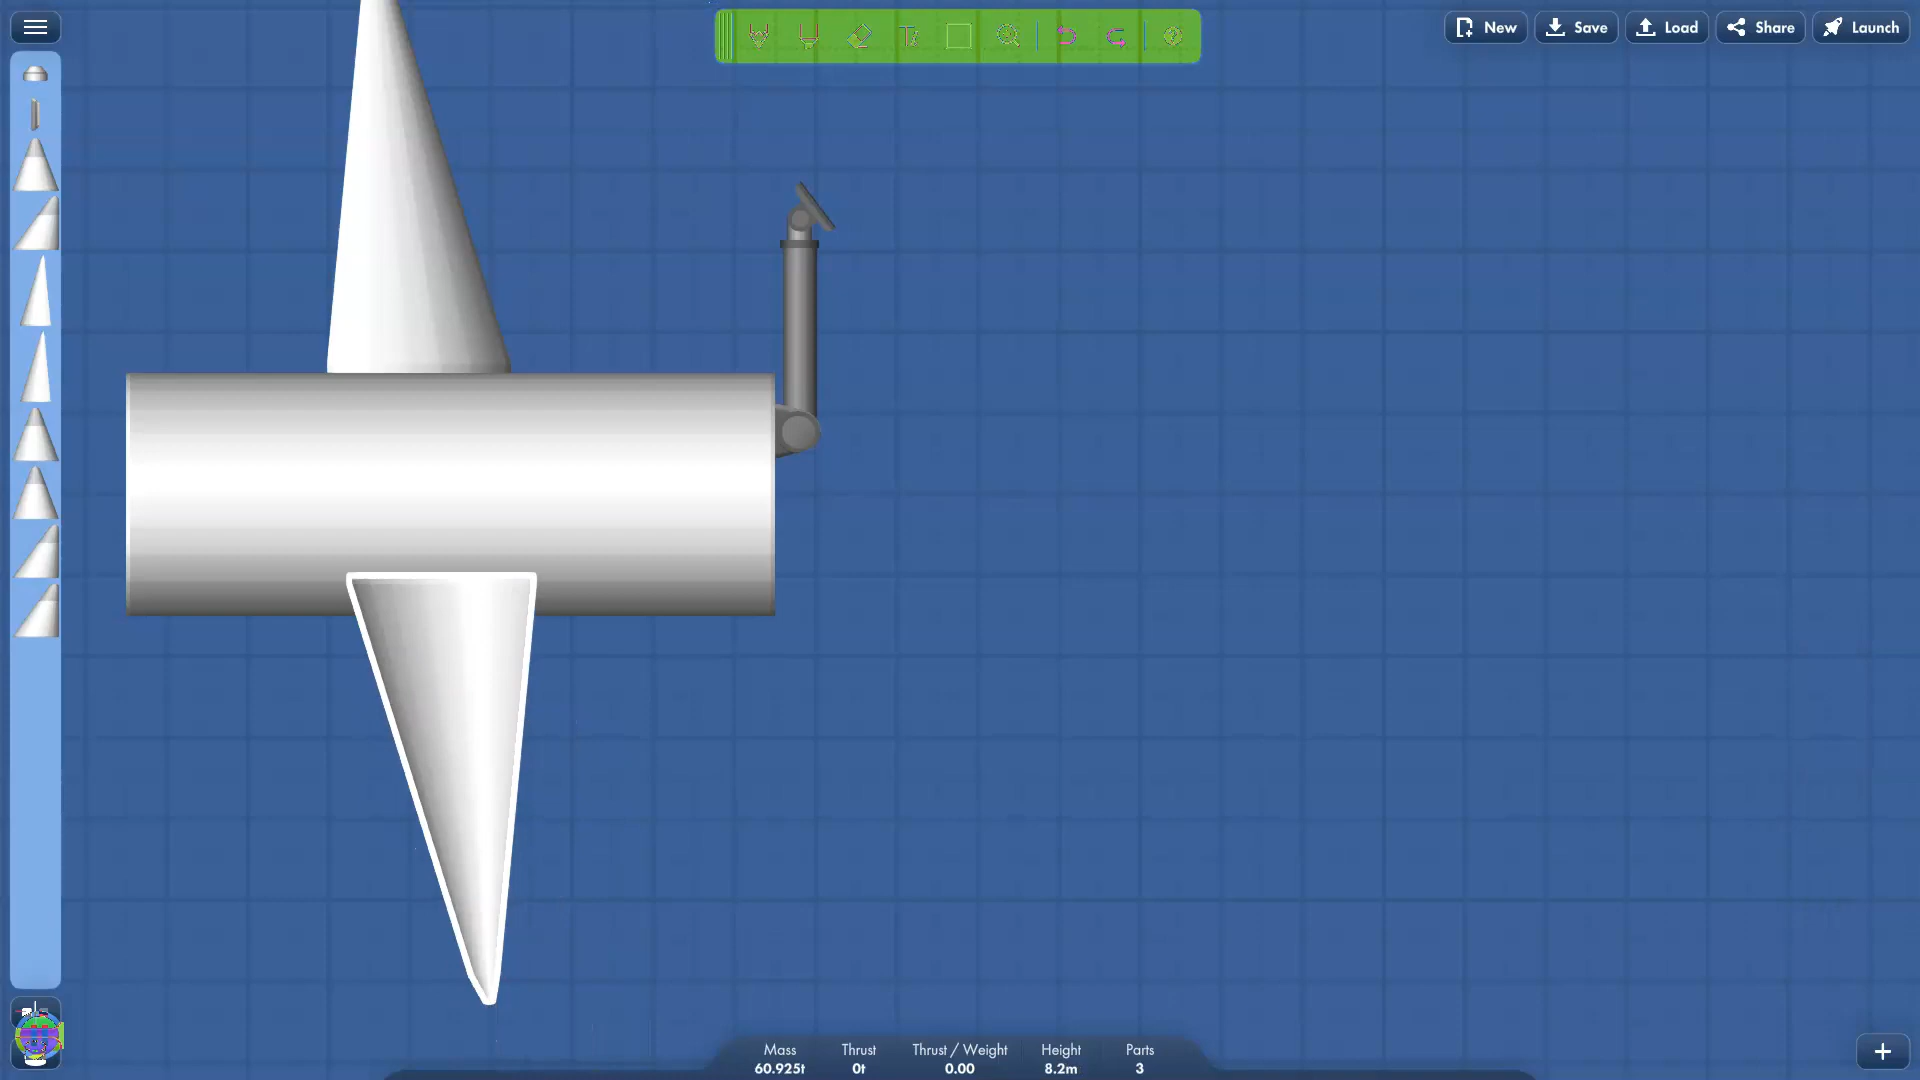 New Save Load Share Launch
Mass Thrust Thrust / Weight Height Parts
60.925t 0t 0.00 8.2m 3